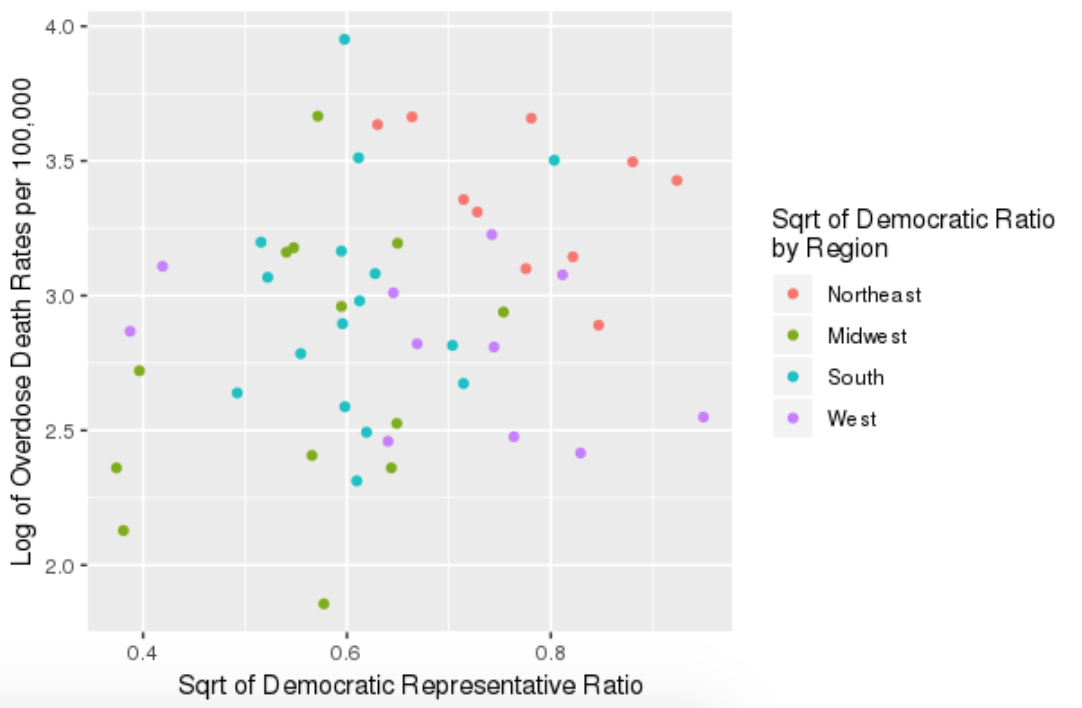 Log of Overdose Death Rates per 100,000
4.0
3.5
3.0
2.5
2.0
0.4 0.6 0.8
Sqrt of Democratic Representative Ratio
Sqrt of Democratic Ratio
by Region
Northeast
Midwest
South
West